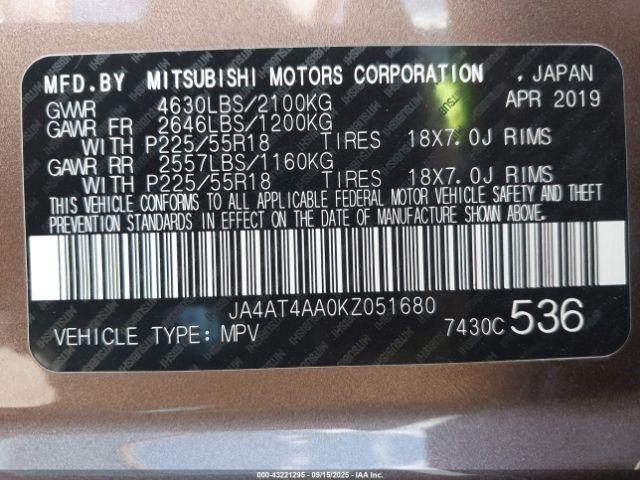 MFD.BY MITSUBISHI MOTORS CORPORATION , JAPAN
GVWR 4630LBS/2100KG APR 2019
GAWR FR 2646LBS/1200KG
WITH P225/55R18 TIRES 18X7.0J RIMS
GAWR RR 2557LBS/1160KG
WITH P225/55R18 TIRES 18X7.0J RIMS
THIS VEHICLE CONFORMS TO ALL APPLICABLE FEDERAL MOTOR VEHICLE SAFETY AND THEFT
PREVENTION STANDARDS IN EFFECT ON THE DATE OF MANUFACTURE SHOWN ABOVE.
JA4AT4AA0KZ051680
VEHICLE TYPE: MPV 7430C 536
000-43221295 - 09/15/2025 - IAA Inc.